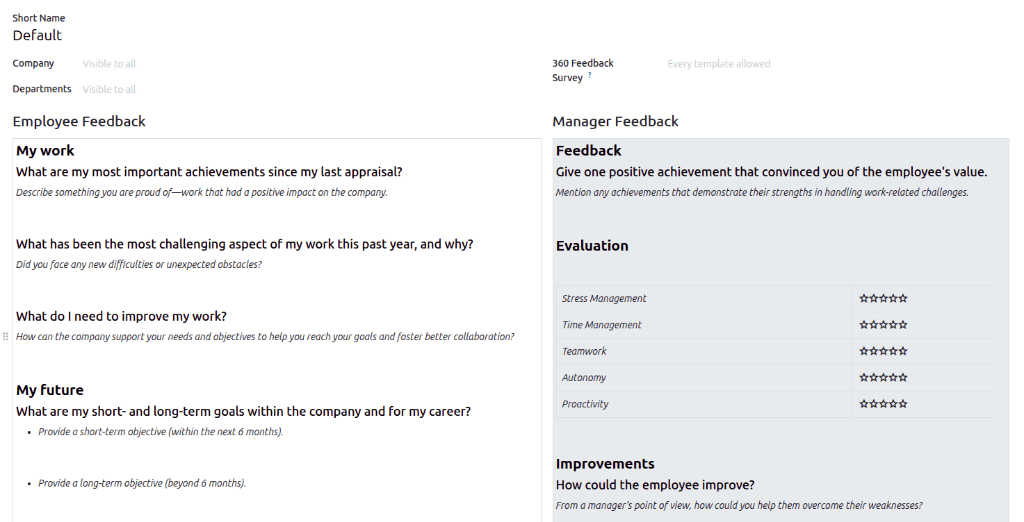 Short Name
Default
Company Visible to all
360 Feedback Survey ? Every template allowed
Departments Visible to all
Employee Feedback
My work
What are my most important achievements since my last appraisal?
Describe something you are proud of—work that had a positive impact on the company.
What has been the most challenging aspect of my work this past year, and why?
Did you face any new difficulties or unexpected obstacles?
What do I need to improve my work?
How can the company support your needs and objectives to help you reach your goals and foster better collaboration?
My future
What are my short- and long-term goals within the company and for my career?
• Provide a short-term objective (within the next 6 months).
• Provide a long-term objective (beyond 6 months).
Manager Feedback
Feedback
Give one positive achievement that convinced you of the employee's value.
Mention any achievements that demonstrate their strengths in handling work-related challenges.
Evaluation
Stress Management ☆☆☆☆☆
Time Management ☆☆☆☆☆
Teamwork ☆☆☆☆☆
Autonomy ☆☆☆☆☆
Proactivity ☆☆☆☆☆
Improvements
How could the employee improve?
From a manager's point of view, how could you help them overcome their weaknesses?